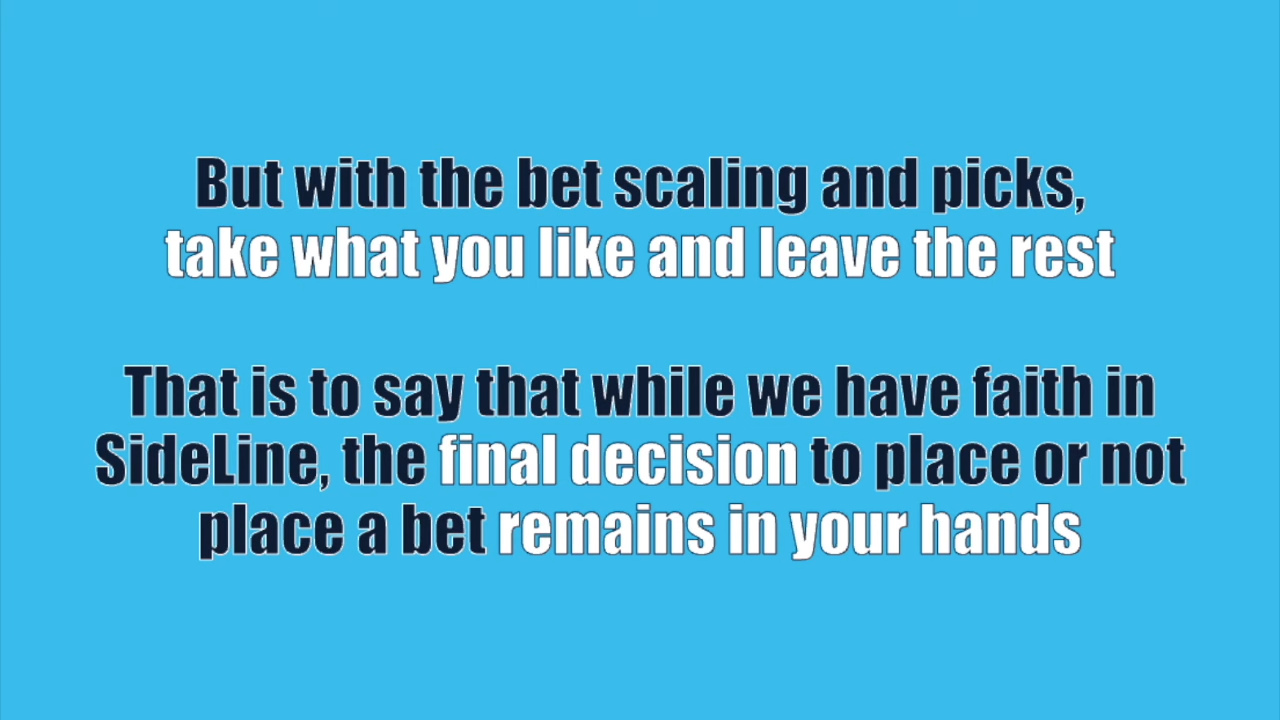 But with the bet scaling and picks,
take what you like and leave the rest
That is to say that while we have faith in
SideLine, the final decision to place or not
place a bet remains in your hands